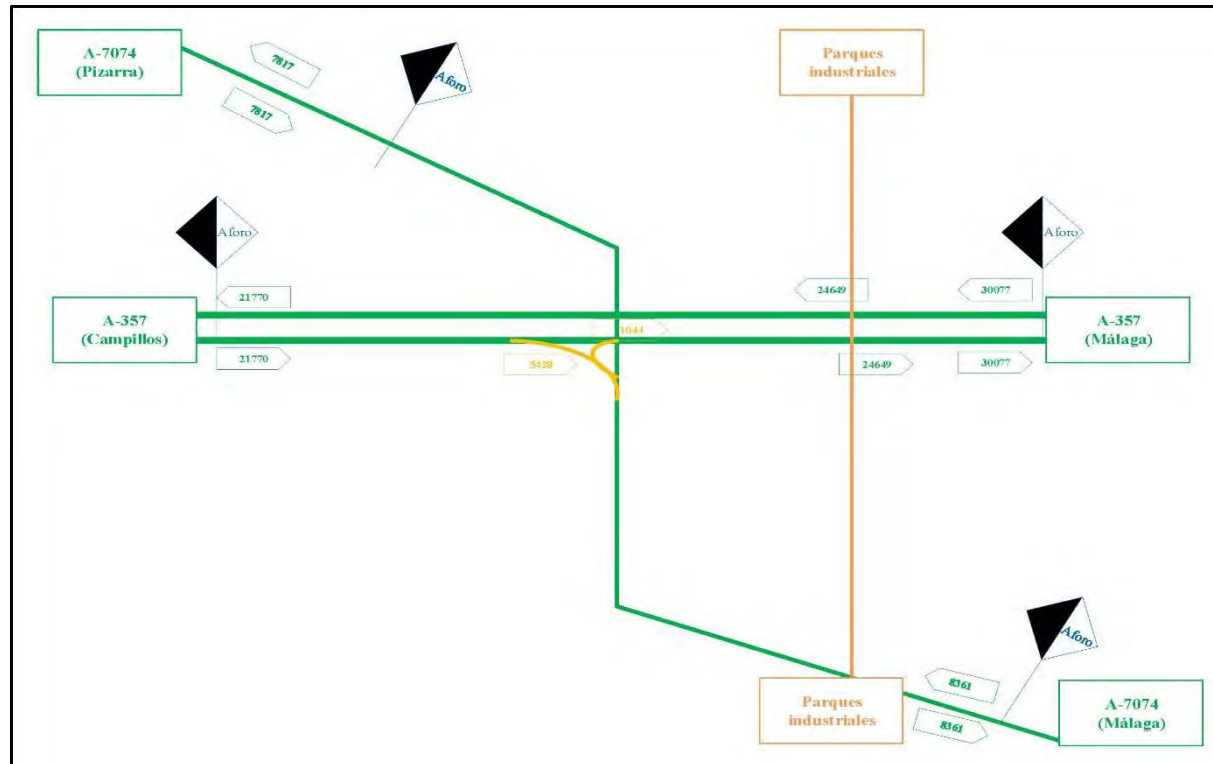 A-7074
(Pizarra)
7817
7817
Aforo
Parques
industriales
Aforo
Aforo
21770
24649
30077
A-357
(Campillos)
1044
A-357
(Málaga)
21770
5428
24649
30077
Aforo
8361
8361
Parques
industriales
A-7074
(Málaga)